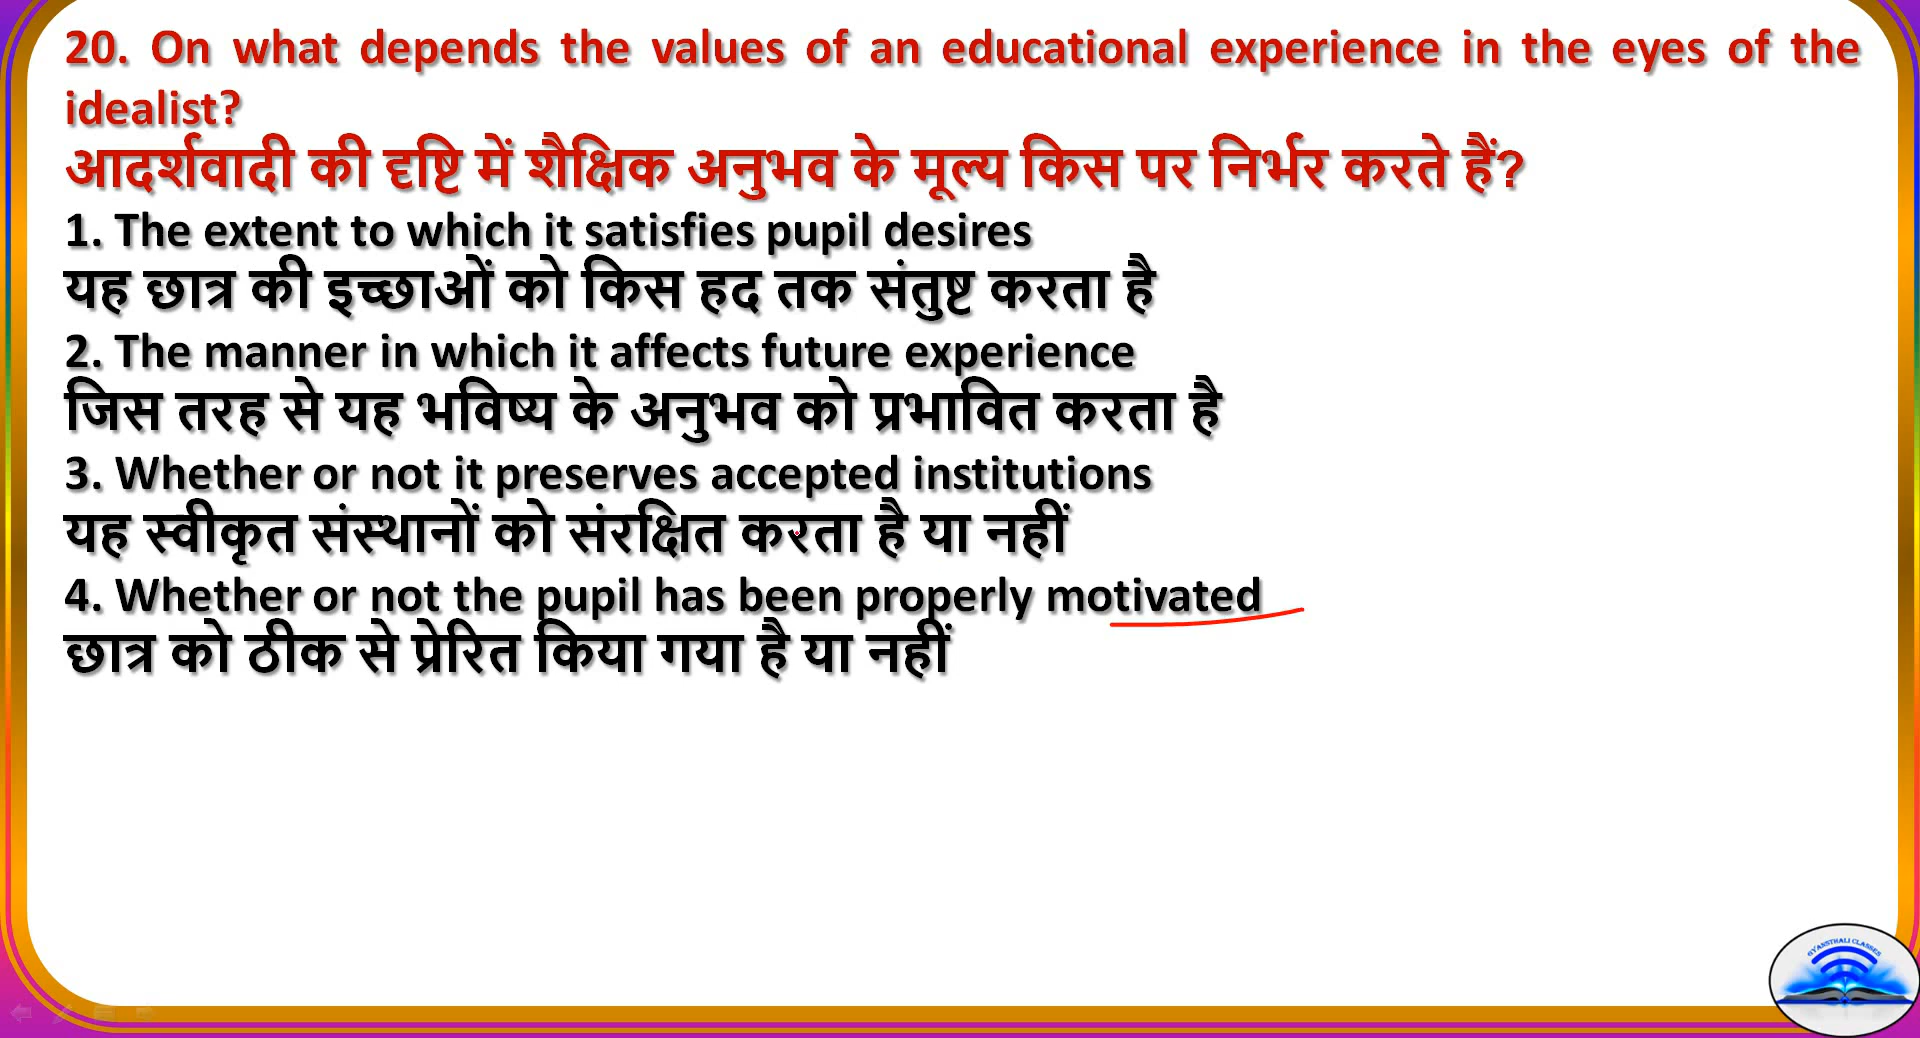 20. On what depends the values of an educational experience in the eyes of the
idealist?
आदर्शवादी की दृष्टि में शैक्षिक अनुभव के मूल्य किस पर निर्भर करते हैं?
1. The extent to which it satisfies pupil desires
यह छात्र की इच्छाओं को किस हद तक संतुष्ट करता है
2. The manner in which it affects future experience
जिस तरह से यह भविष्य के अनुभव को प्रभावित करता है
3. Whether or not it preserves accepted institutions
यह स्वीकृत संस्थानों को संरक्षित करता है या नहीं
4. Whether or not the pupil has been properly motivated
छात्र को ठीक से प्रेरित किया गया है या नहीं
GYANSTHALI CLASSES